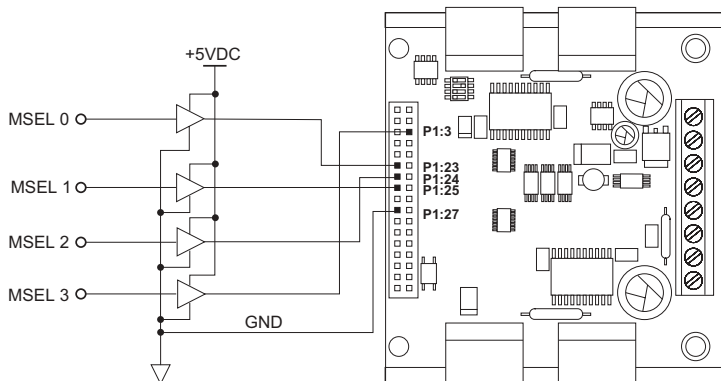 +5VDC
MSEL 0
P1:3
P1:23
P1:24
MSEL 1
P1:25
P1:27
MSEL 2
MSEL 3
GND